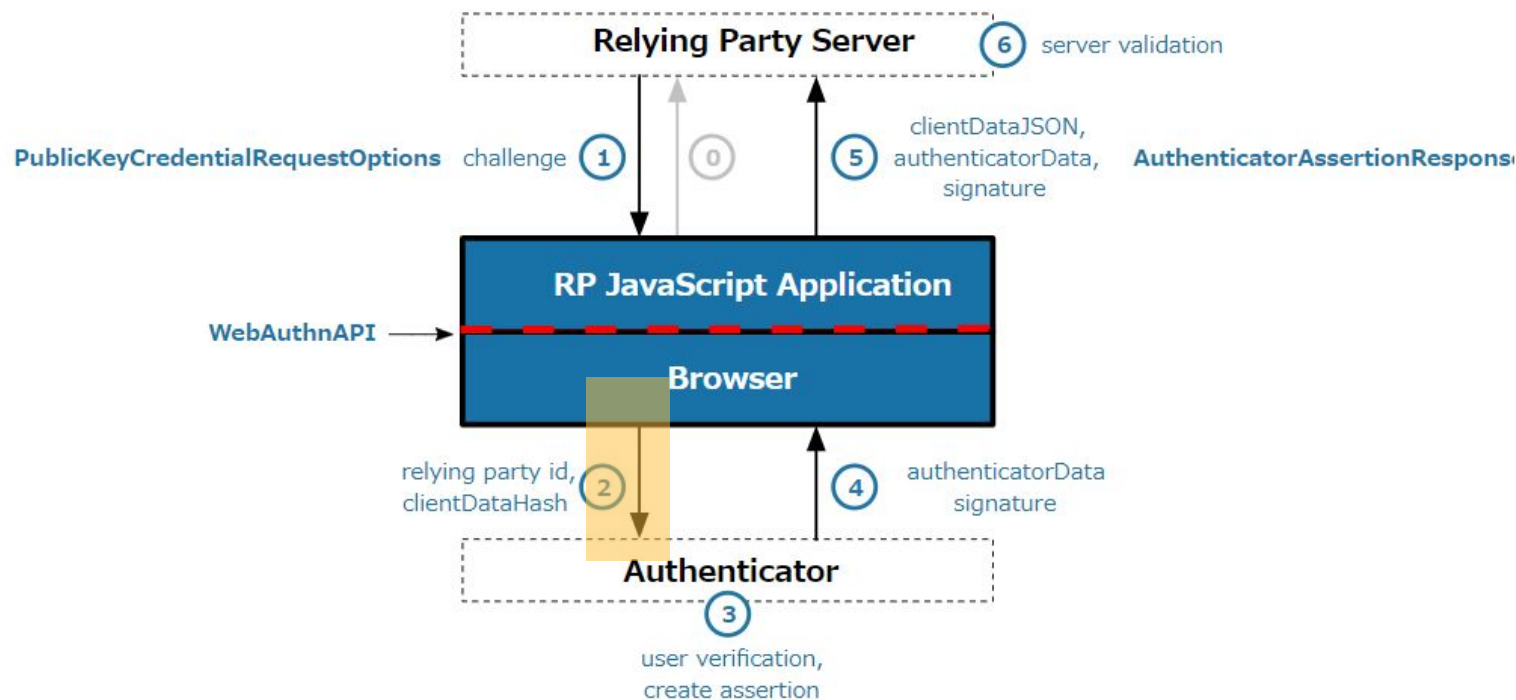 Relying Party Server
6 server validation
PublicKeyCredentialRequestOptions challenge 1
0
5
clientDataJSON,
authenticatorData,
signature
AuthenticatorAssertionRespons
RP JavaScript Application
WebAuthnAPI
Browser
relying party id,
clientDataHash
2
4
authenticatorData
signature
Authenticator
3
user verification,
create assertion